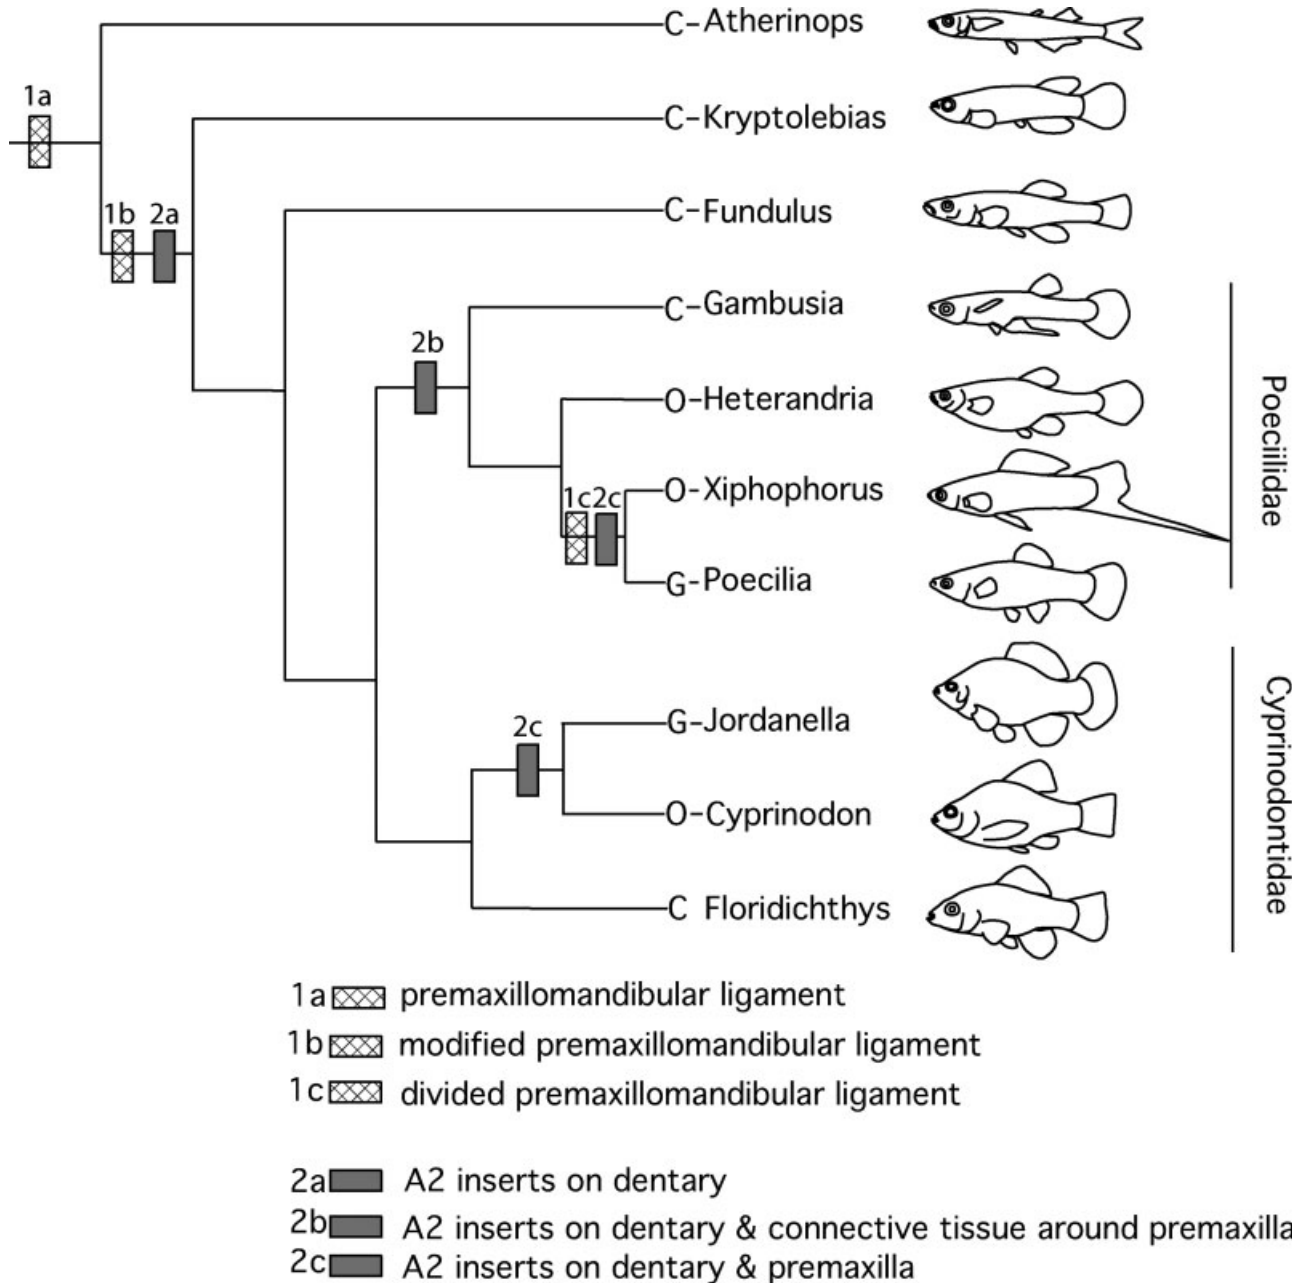 C-Atherinops
1a
C-Kryptolebias
1b 2a
C-Fundulus
C-Gambusia
2b
O-Heterandria
O-Xiphophorus
1c 2c
G-Poecilia
Poeciilidae
G-Jordanella
2c
O-Cyprinodon
C Floridichthys
Cyprinodontidae
1a premaxillomandibular ligament
1b modified premaxillomandibular ligament
1c divided premaxillomandibular ligament
2a A2 inserts on dentary
2b A2 inserts on dentary & connective tissue around premaxilla
2c A2 inserts on dentary & premaxilla